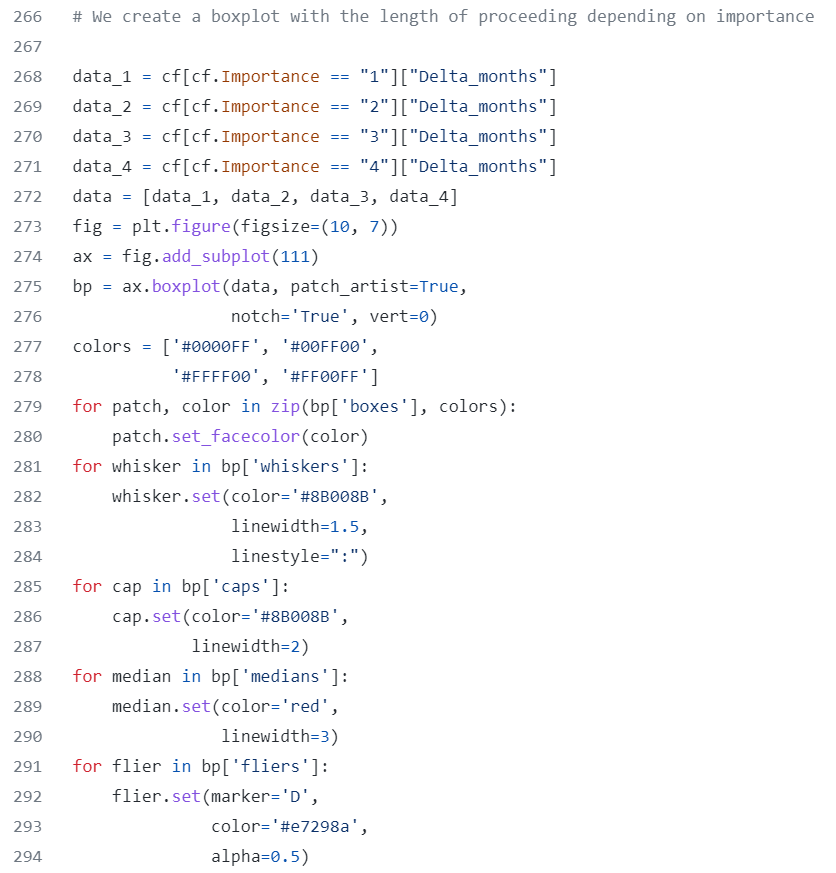 266 # We create a boxplot with the length of proceeding depending on importance
267
268 data_1 = cf[cf.Importance == "1"]["Delta_months"]
269 data_2 = cf[cf.Importance == "2"]["Delta_months"]
270 data_3 = cf[cf.Importance == "3"]["Delta_months"]
271 data_4 = cf[cf.Importance == "4"]["Delta_months"]
272 data = [data_1, data_2, data_3, data_4]
273 fig = plt.figure(figsize=(10, 7))
274 ax = fig.add_subplot(111)
275 bp = ax.boxplot(data, patch_artist=True,
276                 notch='True', vert=0)
277 colors = ['#0000FF', '#00FF00',
278           '#FFFF00', '#FF00FF']
279 for patch, color in zip(bp['boxes'], colors):
280     patch.set_facecolor(color)
281 for whisker in bp['whiskers']:
282     whisker.set(color='#8B008B',
283                 linewidth=1.5,
284                 linestyle=":")
285 for cap in bp['caps']:
286     cap.set(color='#8B008B',
287             linewidth=2)
288 for median in bp['medians']:
289     median.set(color='red',
290                linewidth=3)
291 for flier in bp['fliers']:
292     flier.set(marker='D',
293               color='#e7298a',
294               alpha=0.5)